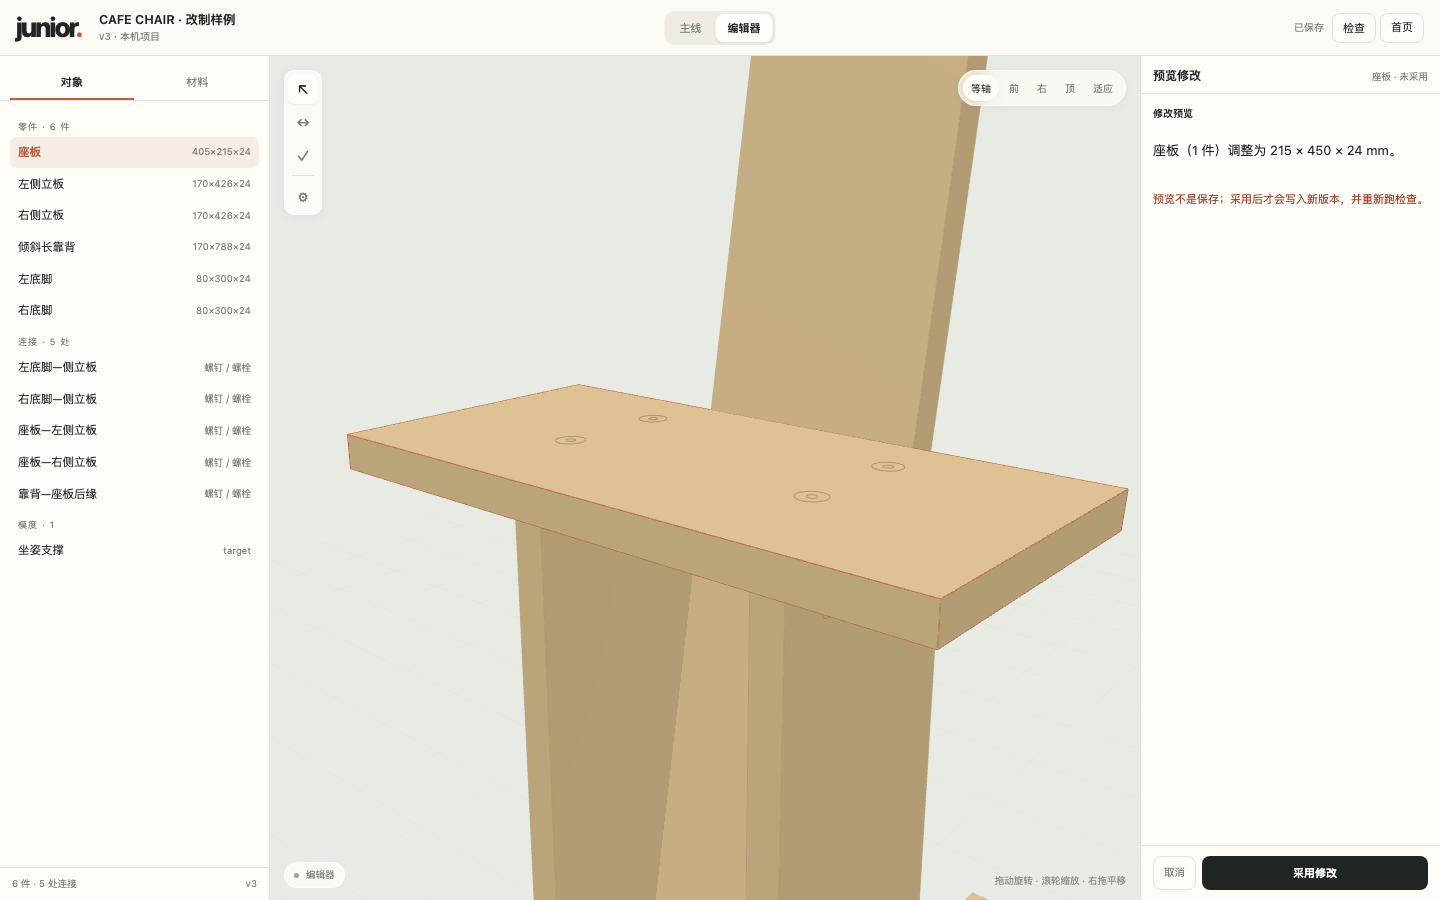 junior.
CAFE CHAIR · 改制样例
v3 · 本机项目
主线
编辑器
已保存
检查
首页
对象
材料
零件 · 6 件
座板 405×215×24
左侧立板 170×426×24
右侧立板 170×426×24
倾斜长靠背 170×788×24
左底脚 80×300×24
右底脚 80×300×24
连接 · 5 处
左底脚—侧立板 螺钉 / 螺栓
右底脚—侧立板 螺钉 / 螺栓
座板—左侧立板 螺钉 / 螺栓
座板—右侧立板 螺钉 / 螺栓
靠背—座板后缘 螺钉 / 螺栓
模度 · 1
坐姿支撑 target
6 件 · 5 处连接 v3
等轴 前 右 顶 适应
编辑器
拖动旋转 · 滚轮缩放 · 右拖平移
预览修改 座板 · 未采用
修改预览
座板（1 件）调整为 215 × 450 × 24 mm。
预览不是保存；采用后才会写入新版本，并重新跑检查。
取消
采用修改